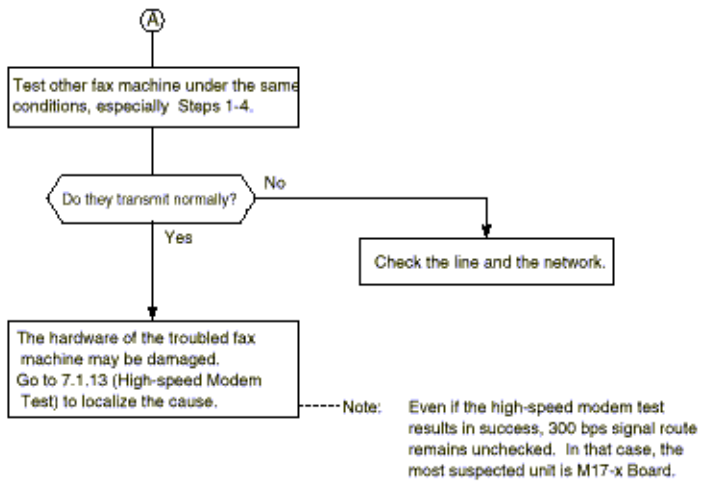 A
Test other fax machine under the same
conditions, especially Steps 1-4.
Do they transmit normally?
No
Yes
Check the line and the network.
The hardware of the troubled fax
machine may be damaged.
Go to 7.1.13 (High-speed Modem
Test) to localize the cause.
Note:
Even if the high-speed modem test
results in success, 300 bps signal route
remains unchecked. In that case, the
most suspected unit is M17-x Board.